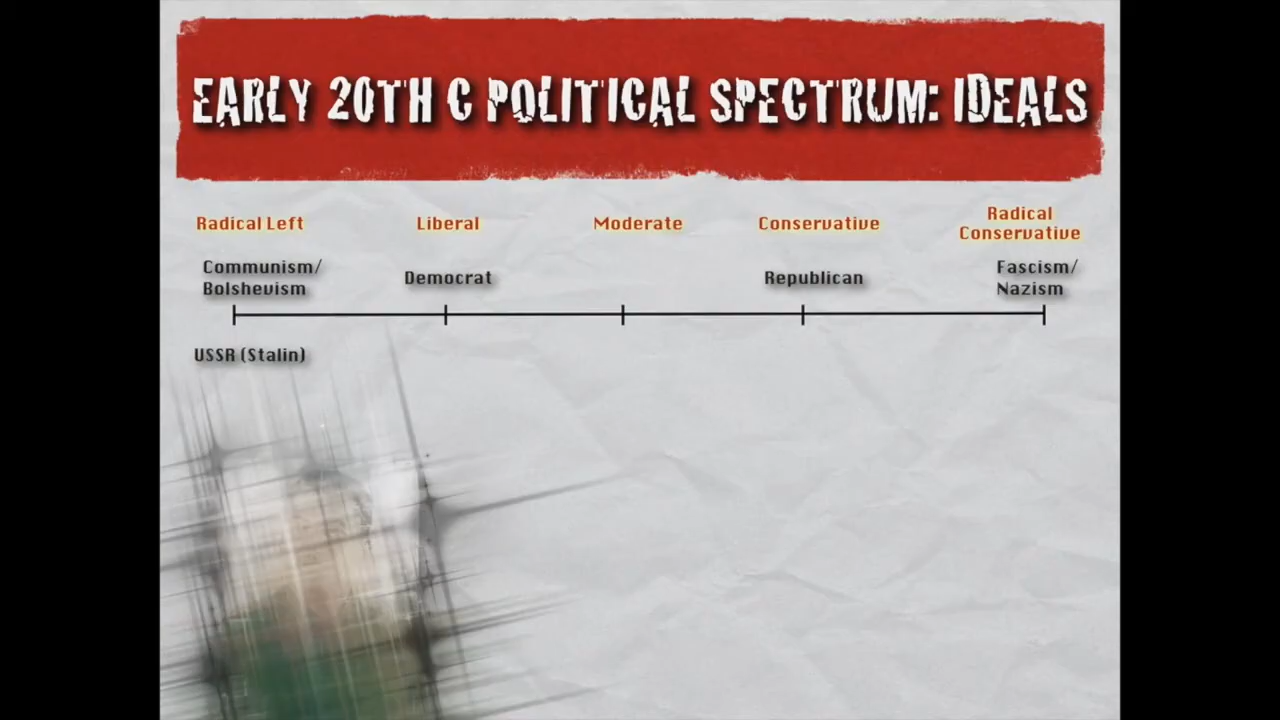 EARLY 20TH C POLITICAL SPECTRUM: IDEALS
Radical Left
Liberal
Moderate
Conservative
Radical
Conservative
Communism/
Bolshevism
Democrat
Republican
Fascism/
Nazism
USSR (Stalin)